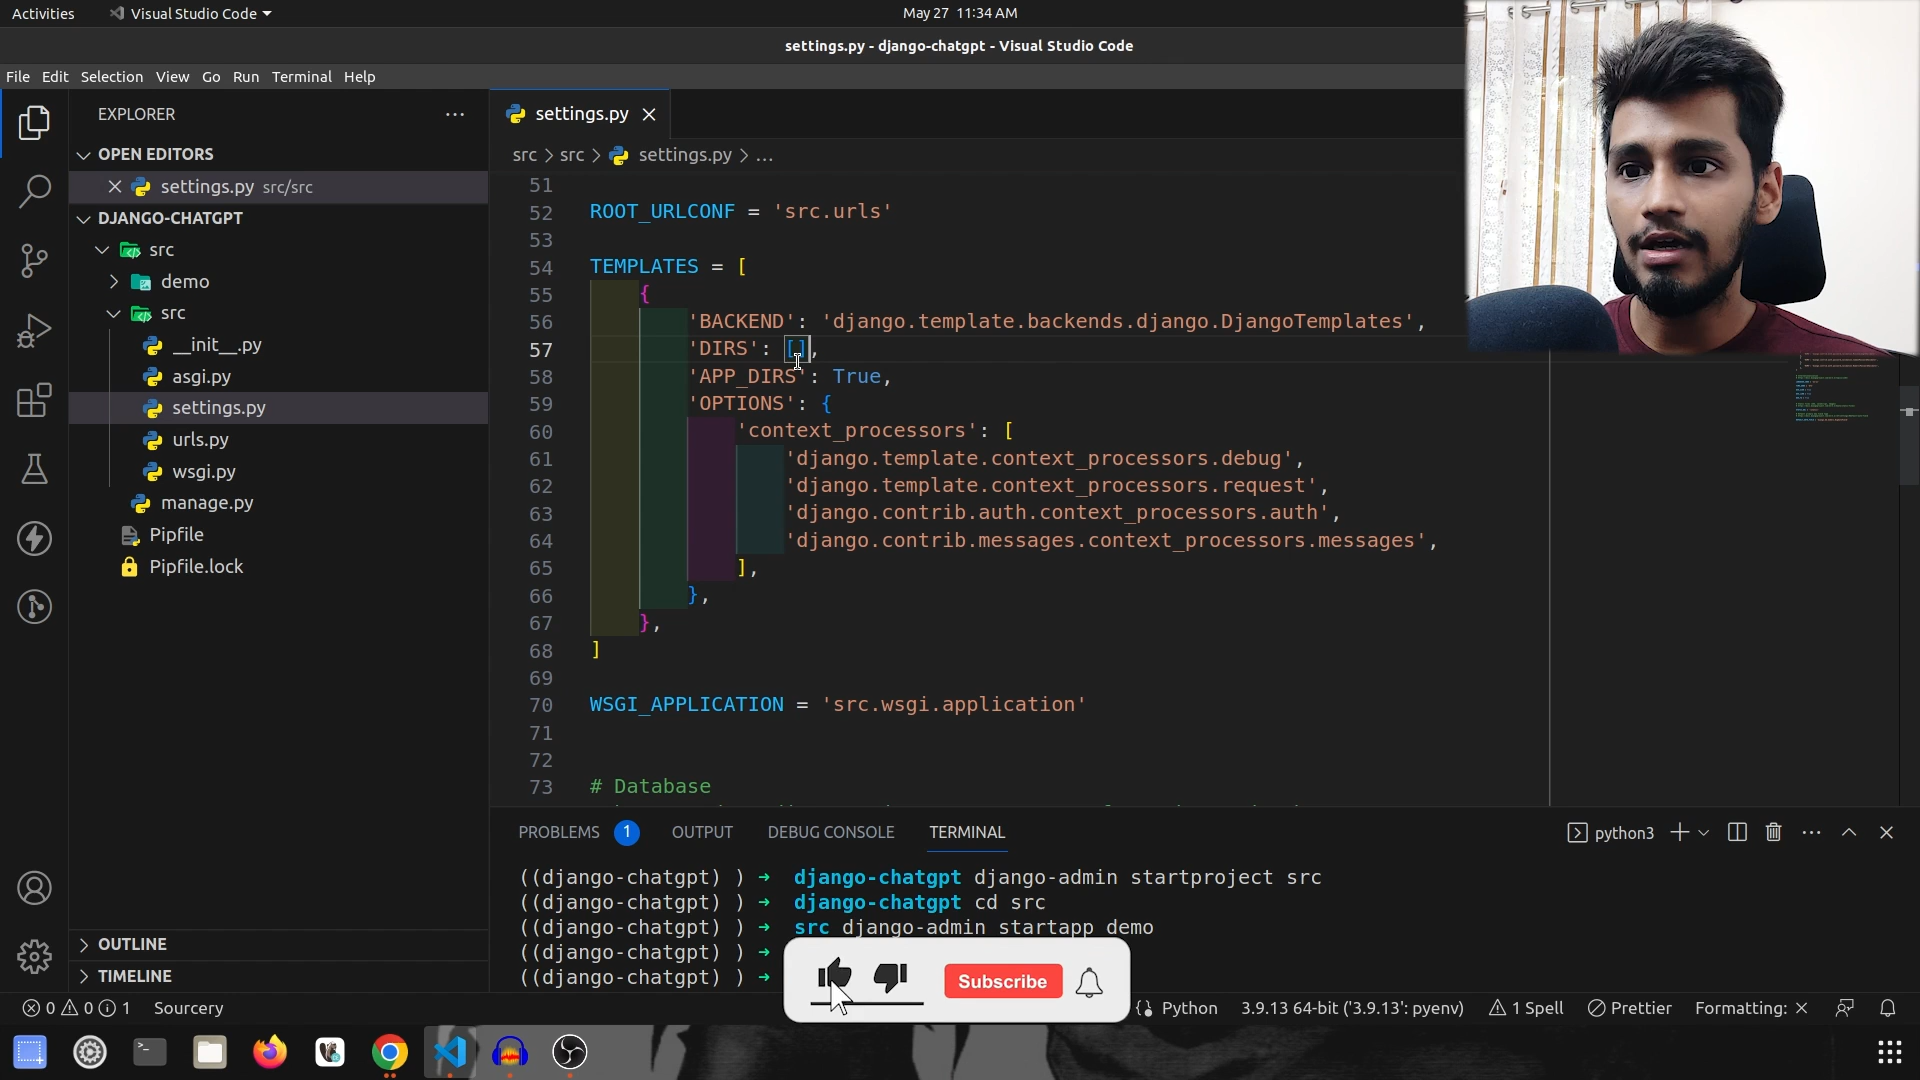 Activities
Visual Studio Code
May 27 11:34 AM
settings.py - django-chatgpt - Visual Studio Code
File Edit Selection View Go Run Terminal Help
EXPLORER
OPEN EDITORS
settings.py src/src
DJANGO-CHATGPT
src
demo
src
__init__.py
asgi.py
settings.py
urls.py
wsgi.py
manage.py
Pipfile
Pipfile.lock
OUTLINE
TIMELINE
settings.py
src > src > settings.py > ...
51
52 ROOT_URLCONF = 'src.urls'
53
54 TEMPLATES = [
55 {
56 'BACKEND': 'django.template.backends.django.DjangoTemplates',
57 'DIRS': [],
58 'APP_DIRS': True,
59 'OPTIONS': {
60 'context_processors': [
61 'django.template.context_processors.debug',
62 'django.template.context_processors.request',
63 'django.contrib.auth.context_processors.auth',
64 'django.contrib.messages.context_processors.messages',
65 ],
66 },
67 },
68 ]
69
70 WSGI_APPLICATION = 'src.wsgi.application'
71
72
73 # Database
PROBLEMS 1 OUTPUT DEBUG CONSOLE TERMINAL
python3
((django-chatgpt) ) ➜ django-chatgpt django-admin startproject src
((django-chatgpt) ) ➜ django-chatgpt cd src
((django-chatgpt) ) ➜ src django-admin startapp demo
((django-chatgpt) ) ➜
((django-chatgpt) ) ➜
Subscribe
0 0 1 Sourcery
Python 3.9.13 64-bit ('3.9.13': pyenv) 1 Spell Prettier Formatting: ×